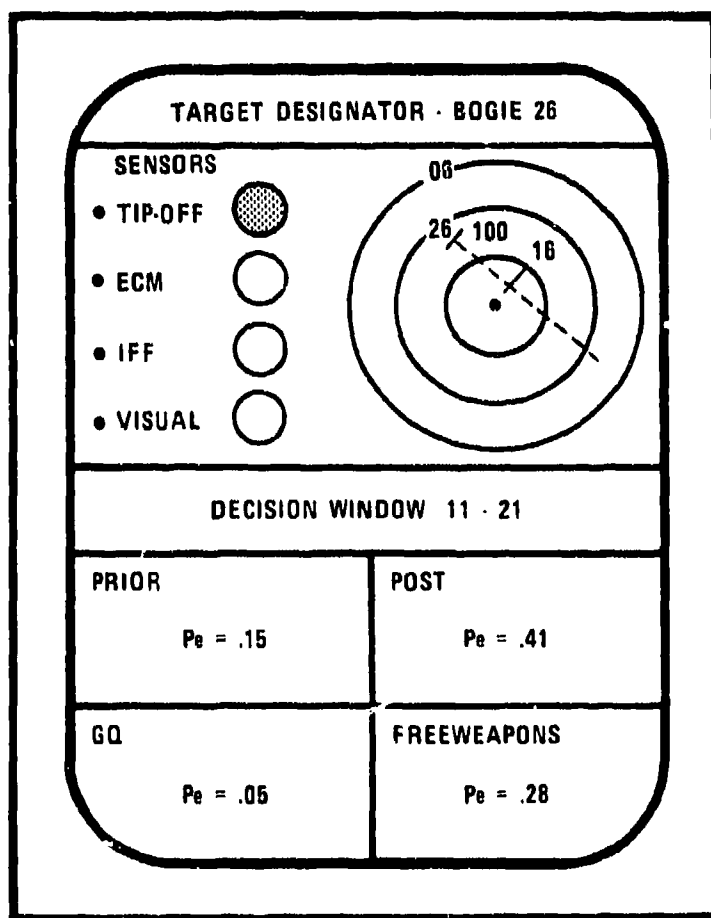 TARGET DESIGNATOR · BOGIE 26
SENSORS
• TIP-OFF
• ECM
• IFF
• VISUAL
06
26 100
16
DECISION WINDOW 11 · 21
PRIOR
Pe = .15
POST
Pe = .41
GQ
Pe = .05
FREEWEAPONS
Pe = .28